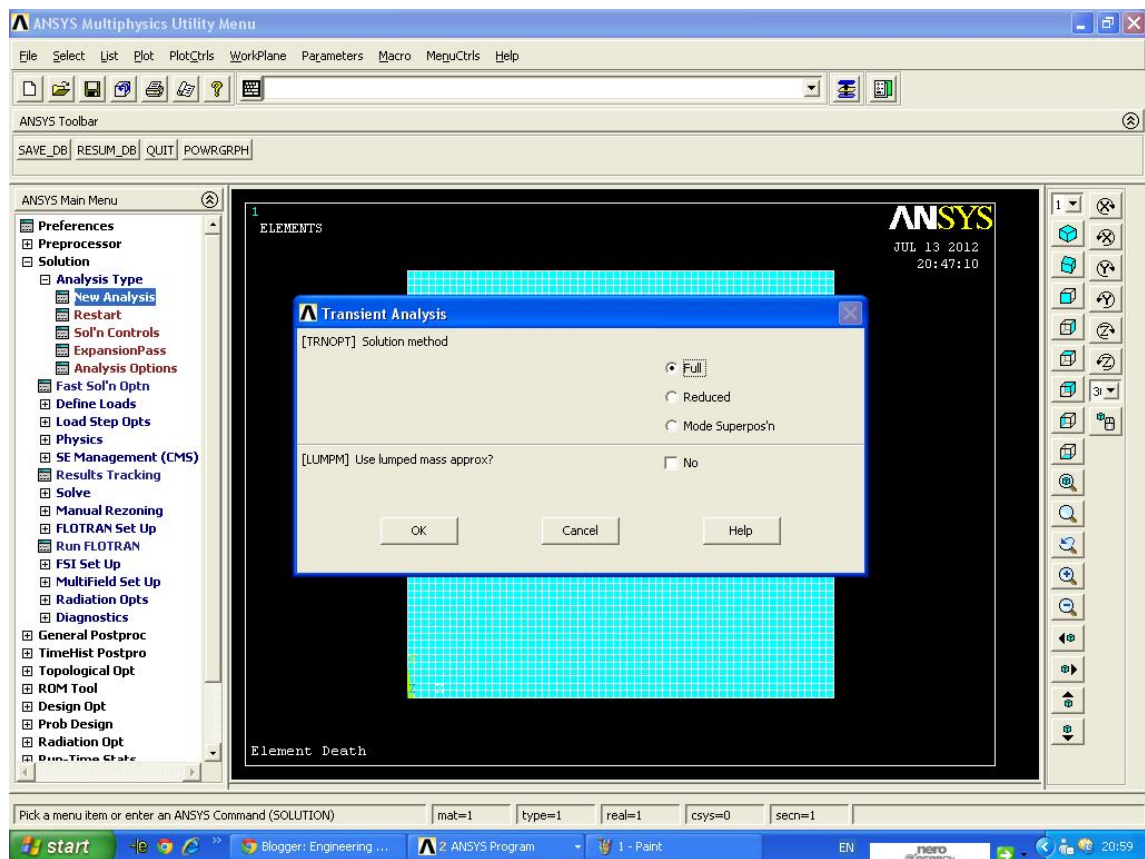 ANSYS Multiphysics Utility Menu
File Select List Plot PlotCtrls WorkPlane Parameters Macro MenuCtrls Help
ANSYS Toolbar
SAVE_DB RESUM_DB QUIT POWRGRPH
ANSYS Main Menu
Preferences
Preprocessor
Solution
Analysis Type
New Analysis
Restart
Sol'n Controls
ExpansionPass
Analysis Options
Fast Sol'n Optn
Define Loads
Load Step Opts
Physics
SE Management (CMS)
Results Tracking
Solve
Manual Rezoning
FLOTRAN Set Up
Run FLOTRAN
FSI Set Up
MultiField Set Up
Radiation Opts
Diagnostics
General Postproc
TimeHist Postpro
Topological Opt
ROM Tool
Design Opt
Prob Design
Radiation Opt
Run-Time Stats
1
ELEMENTS
ANSYS
JUL 13 2012
20:47:10
Transient Analysis
[TRNOPT] Solution method
Full
Reduced
Mode Superpos'n
[LUMPM] Use lumped mass approx?
No
OK Cancel Help
Z X
Element Death
1
Pick a menu item or enter an ANSYS Command (SOLUTION) mat=1 type=1 real=1 csys=0 secn=1
start Blogger: Engineering ... 2 ANSYS Program 1 - Paint EN nero 20:59